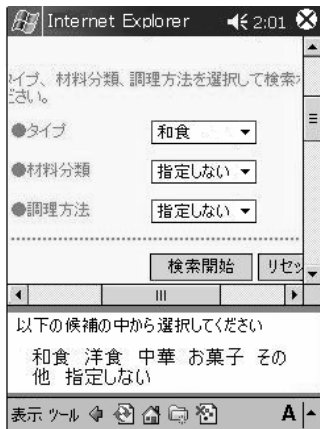 Internet Explorer 2:01
タイプ、材料分類、調理方法を選択して検索
ださい。
●タイプ 和食
●材料分類 指定しない
●調理方法 指定しない
検索開始 リセッ
以下の候補の中から選択してください
和食 洋食 中華 お菓子 その
他 指定しない
表示 ツール A